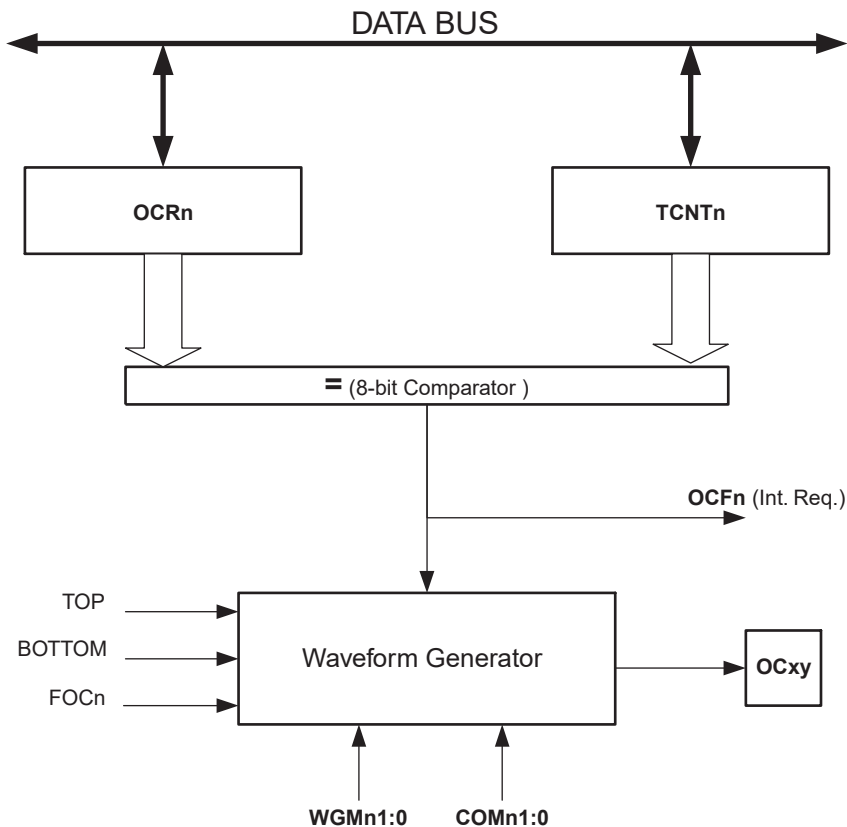 DATA BUS
OCRn
TCNTn
= (8-bit Comparator )
OCFn (Int. Req.)
TOP
BOTTOM
FOCn
Waveform Generator
OCxy
WGMn1:0
COMn1:0